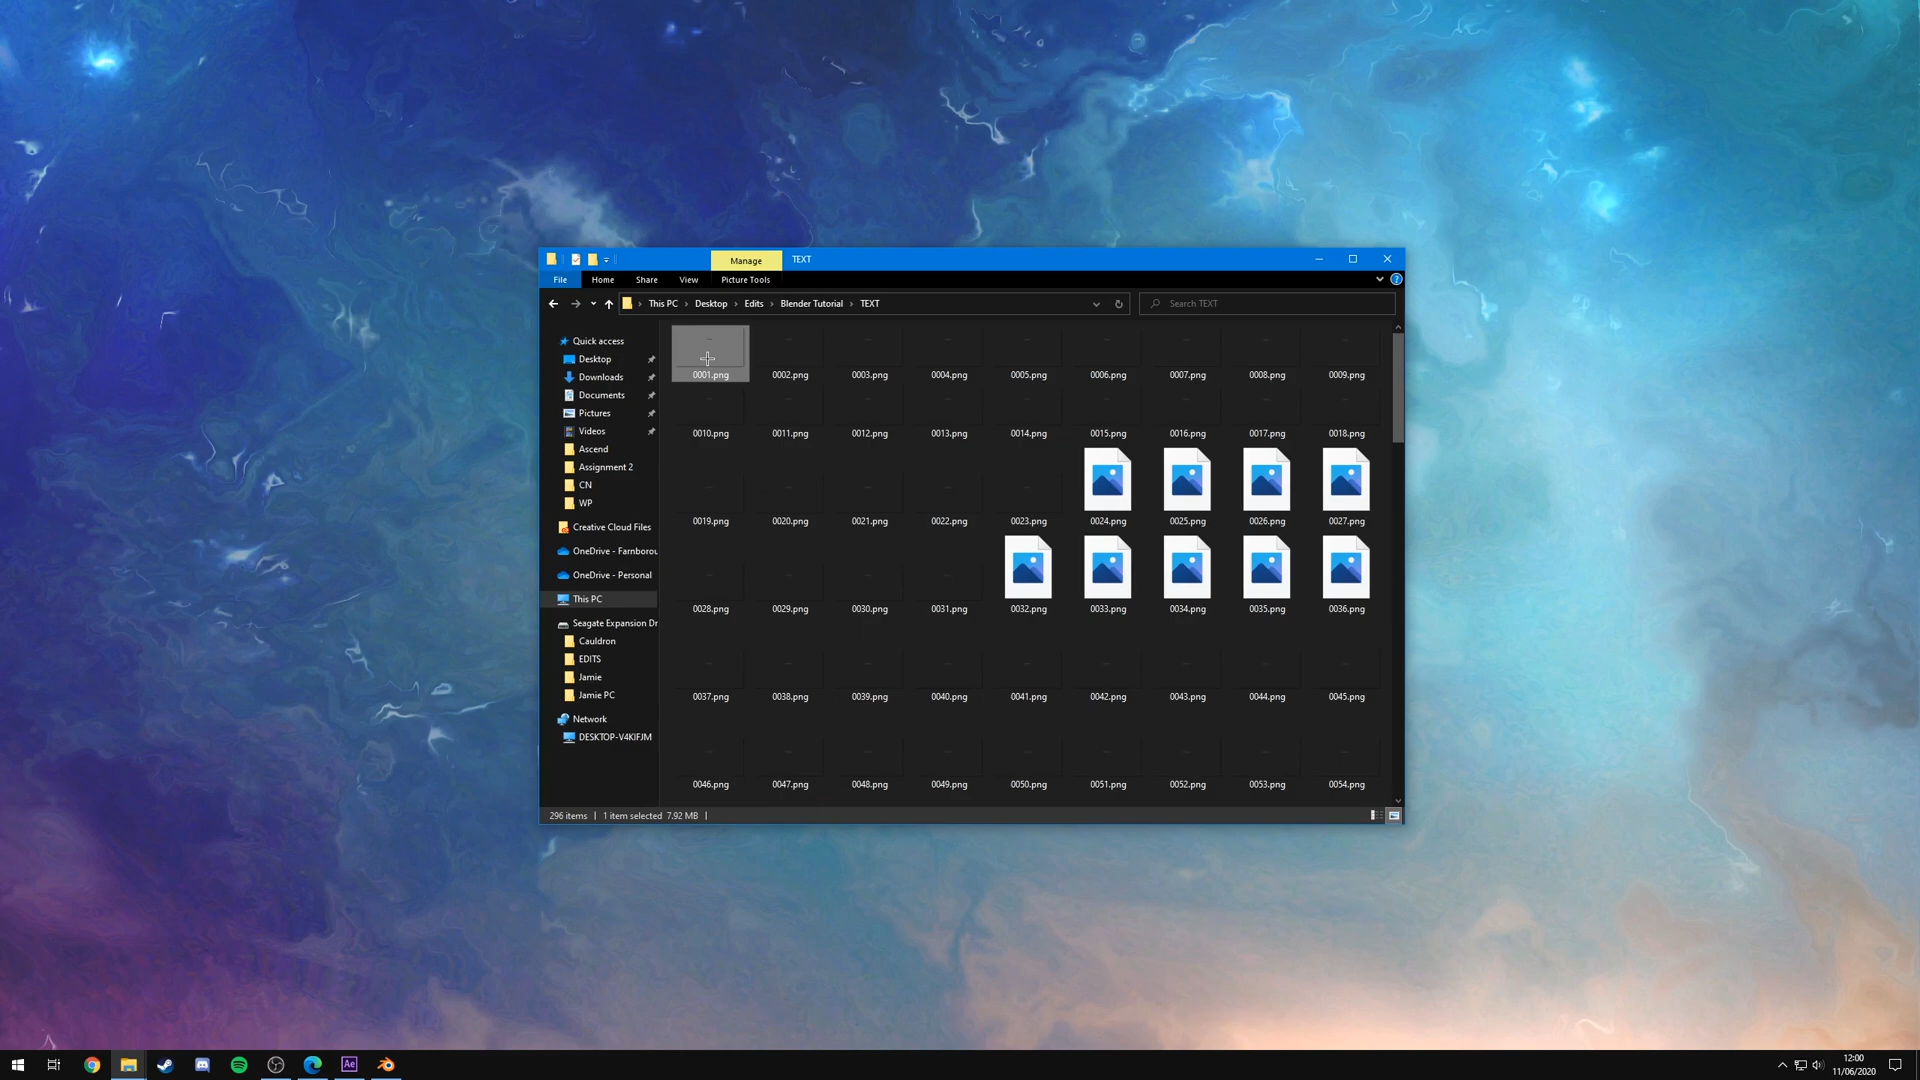 Manage
TEXT
File
Home
Share
View
Picture Tools
This PC
Desktop
Edits
Blender Tutorial
TEXT
Search TEXT
Quick access
Desktop
Downloads
Documents
Pictures
Videos
Ascend
Assignment 2
CN
WP
Creative Cloud Files
OneDrive - Farnborou
OneDrive - Personal
This PC
Seagate Expansion Dr
Cauldron
EDITS
Jamie
Jamie PC
Network
DESKTOP-V4KIFJM
0001.png 0002.png 0003.png 0004.png 0005.png 0006.png 0007.png 0008.png 0009.png
0010.png 0011.png 0012.png 0013.png 0014.png 0015.png 0016.png 0017.png 0018.png
0019.png 0020.png 0021.png 0022.png 0023.png 0024.png 0025.png 0026.png 0027.png
0028.png 0029.png 0030.png 0031.png 0032.png 0033.png 0034.png 0035.png 0036.png
0037.png 0038.png 0039.png 0040.png 0041.png 0042.png 0043.png 0044.png 0045.png
0046.png 0047.png 0048.png 0049.png 0050.png 0051.png 0052.png 0053.png 0054.png
296 items | 1 item selected 7.92 MB |
Ae
12:00
11/06/2020